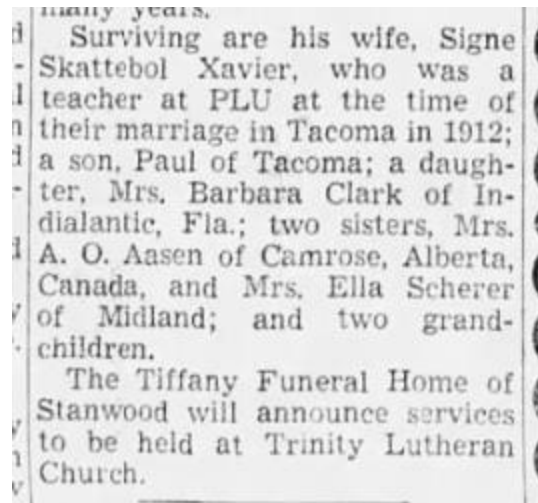 many years.
Surviving are his wife, Signe
Skattebol Xavier, who was a
teacher at PLU at the time of
their marriage in Tacoma in 1912;
a son, Paul of Tacoma; a daugh-
ter, Mrs. Barbara Clark of In-
dialantic, Fla.; two sisters, Mrs.
A. O. Aasen of Camrose, Alberta,
Canada, and Mrs. Ella Scherer
of Midland; and two grand-
children.
The Tiffany Funeral Home of
Stanwood will announce services
to be held at Trinity Lutheran
Church.